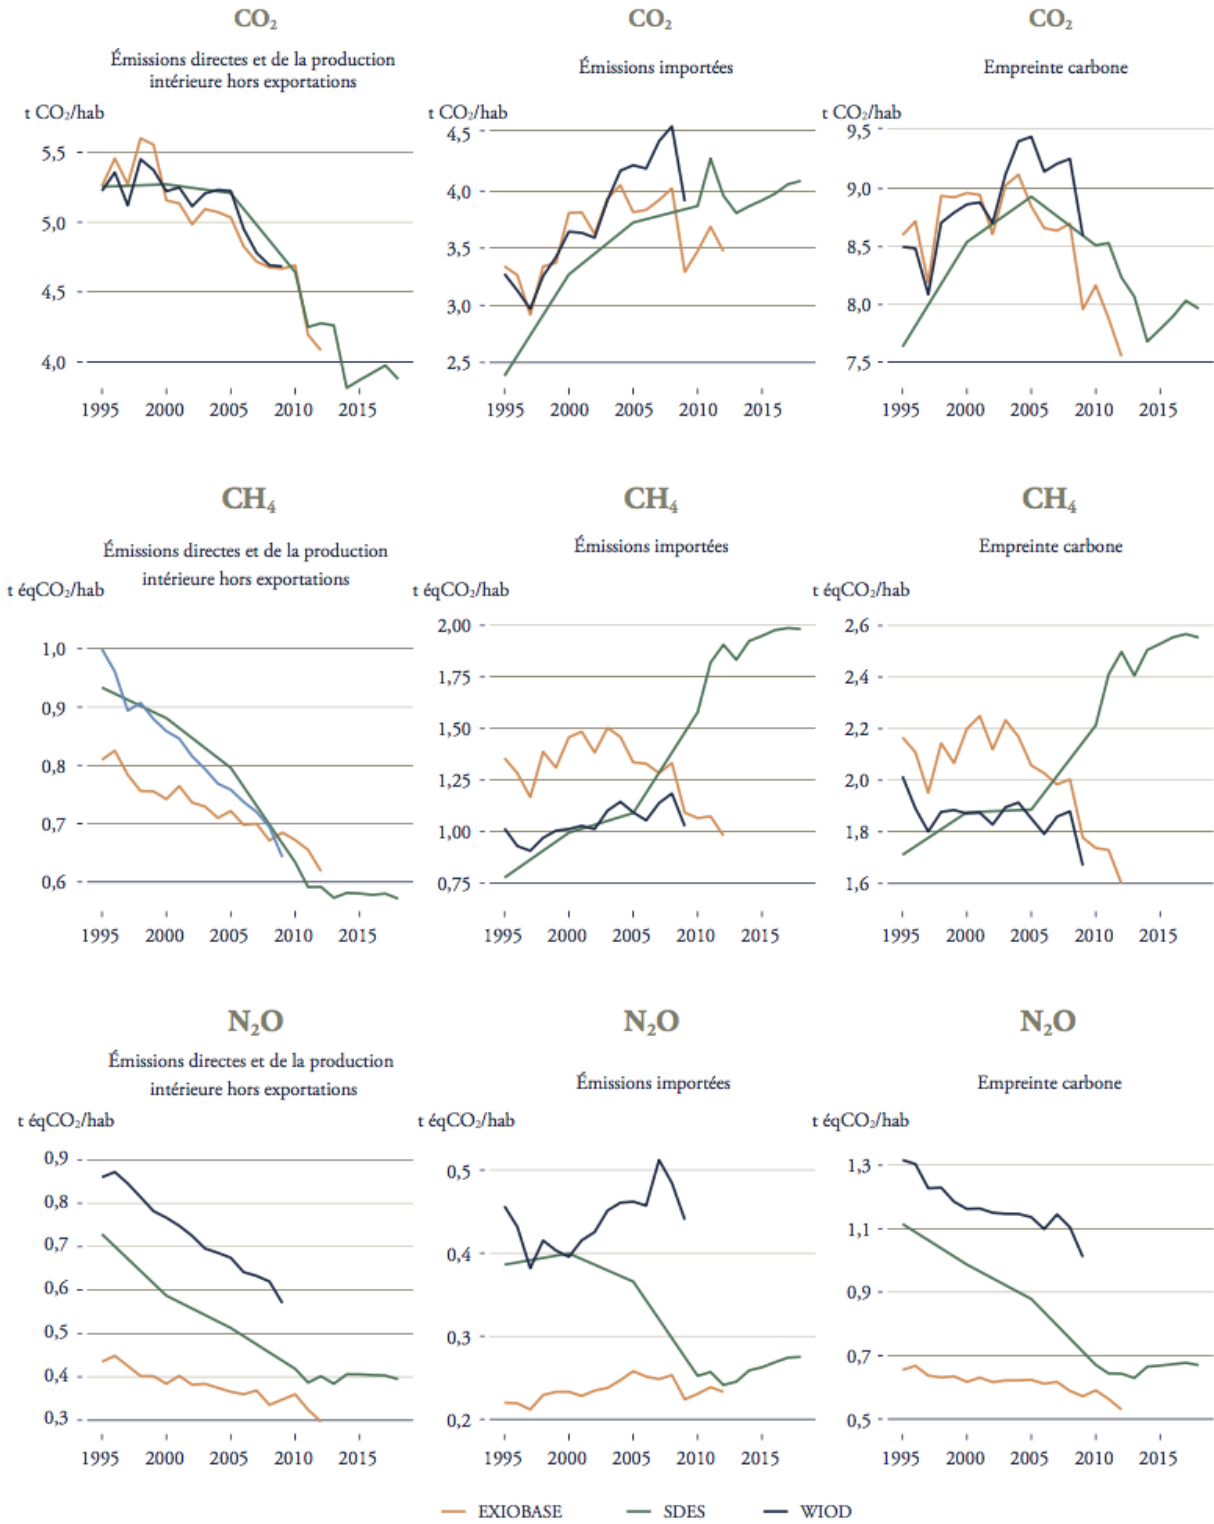 CO₂
Émissions directes et de la production
intérieure hors exportations
t CO₂/hab
5,5
5,0
4,5
4,0
1995 2000 2005 2010 2015
CO₂
Émissions importées
t CO₂/hab
4,5
4,0
3,5
3,0
2,5
1995 2000 2005 2010 2015
CO₂
Empreinte carbone
t CO₂/hab
9,5
9,0
8,5
8,0
7,5
1995 2000 2005 2010 2015
CH₄
Émissions directes et de la production
intérieure hors exportations
t éqCO₂/hab
1,0
0,9
0,8
0,7
0,6
1995 2000 2005 2010 2015
CH₄
Émissions importées
t éqCO₂/hab
2,00
1,75
1,50
1,25
1,00
0,75
1995 2000 2005 2010 2015
CH₄
Empreinte carbone
t éqCO₂/hab
2,6
2,4
2,2
2,0
1,8
1,6
1995 2000 2005 2010 2015
N₂O
Émissions directes et de la production
intérieure hors exportations
t éqCO₂/hab
0,9
0,8
0,7
0,6
0,5
0,4
0,3
1995 2000 2005 2010 2015
N₂O
Émissions importées
t éqCO₂/hab
0,5
0,4
0,3
0,2
1995 2000 2005 2010 2015
N₂O
Empreinte carbone
t éqCO₂/hab
1,3
1,1
0,9
0,7
0,5
1995 2000 2005 2010 2015
EXIOBASE SDES WIOD